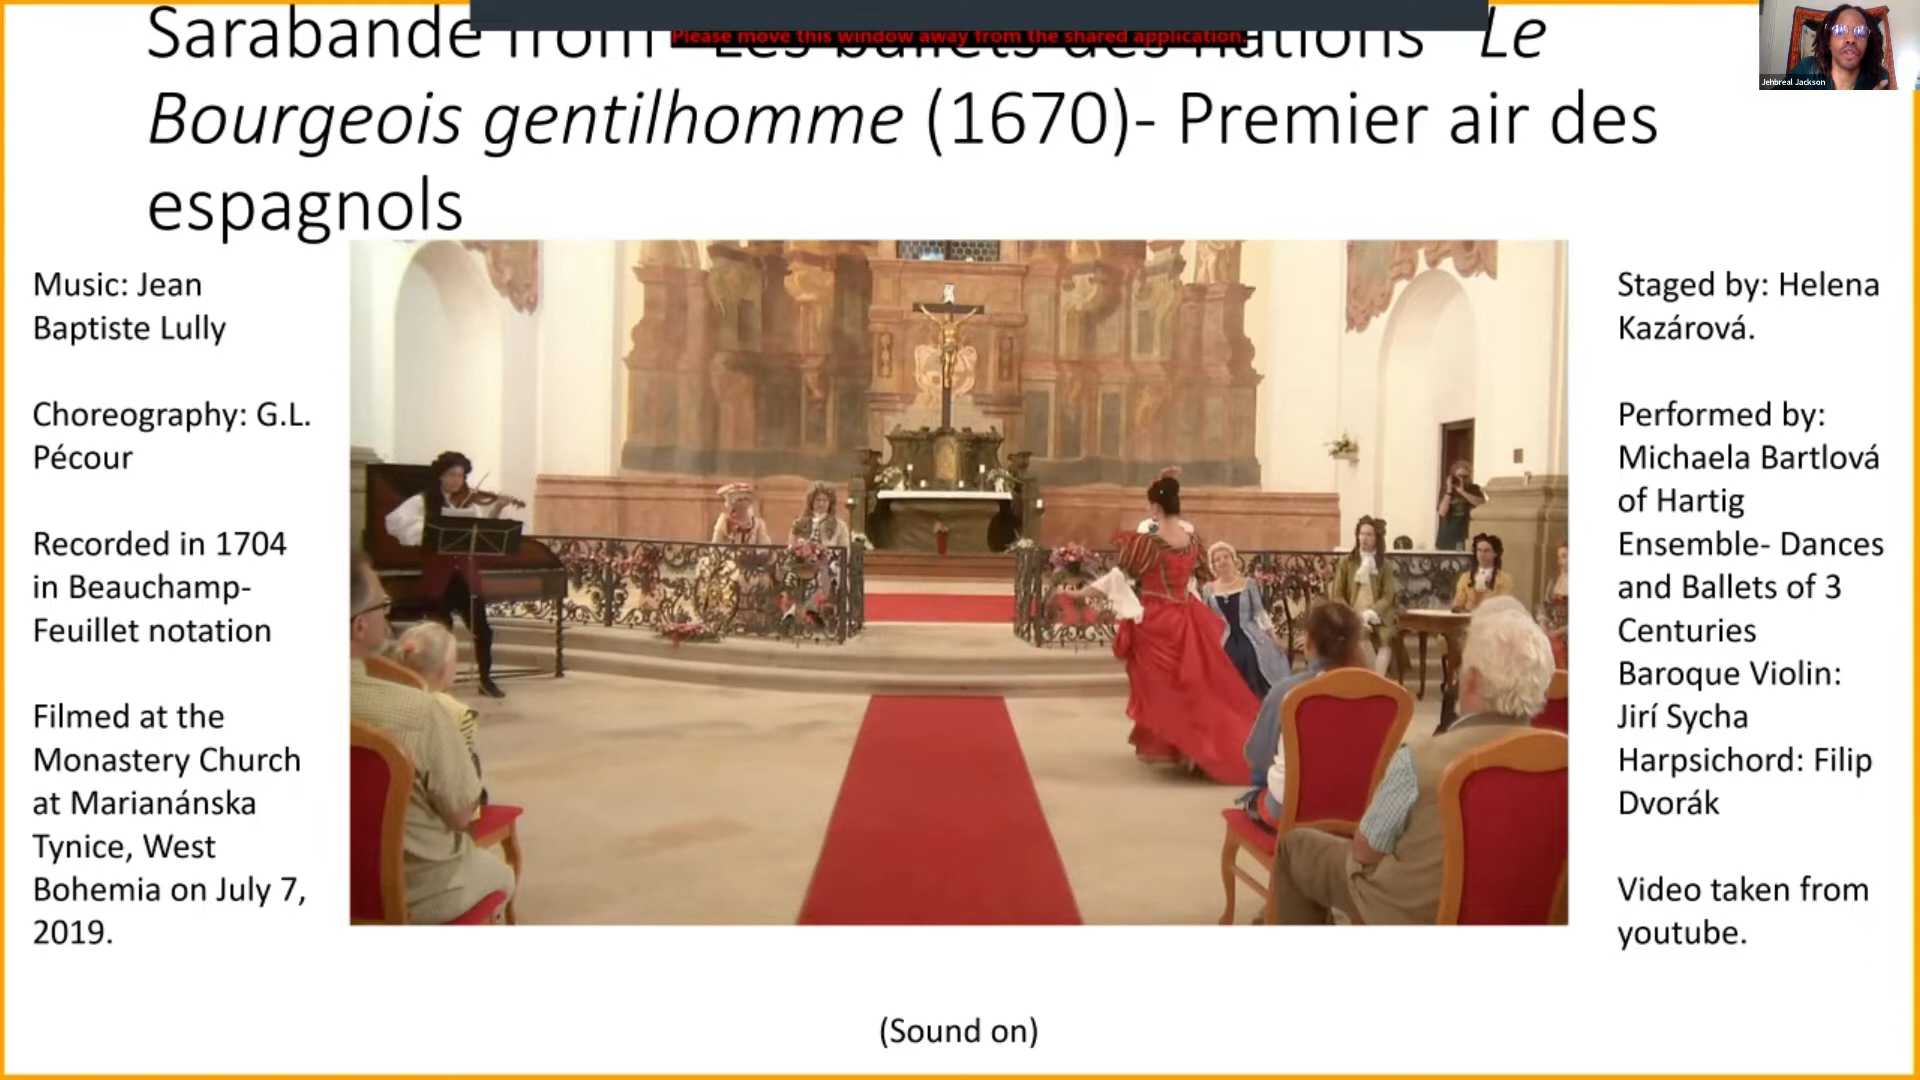 Sarabande from "Les ballets des nations" Le
Please move this window away from the shared application.
Bourgeois gentilhomme (1670)- Premier air des
espagnols
Jehbreal Jackson
Music: Jean
Baptiste Lully
Choreography: G.L.
Pécour
Recorded in 1704
in Beauchamp-
Feuillet notation
Filmed at the
Monastery Church
at Marianánska
Tynice, West
Bohemia on July 7,
2019.
Staged by: Helena
Kazárová.
Performed by:
Michaela Bartlová
of Hartig
Ensemble- Dances
and Ballets of 3
Centuries
Baroque Violin:
Jirí Sycha
Harpsichord: Filip
Dvorák
Video taken from
youtube.
(Sound on)